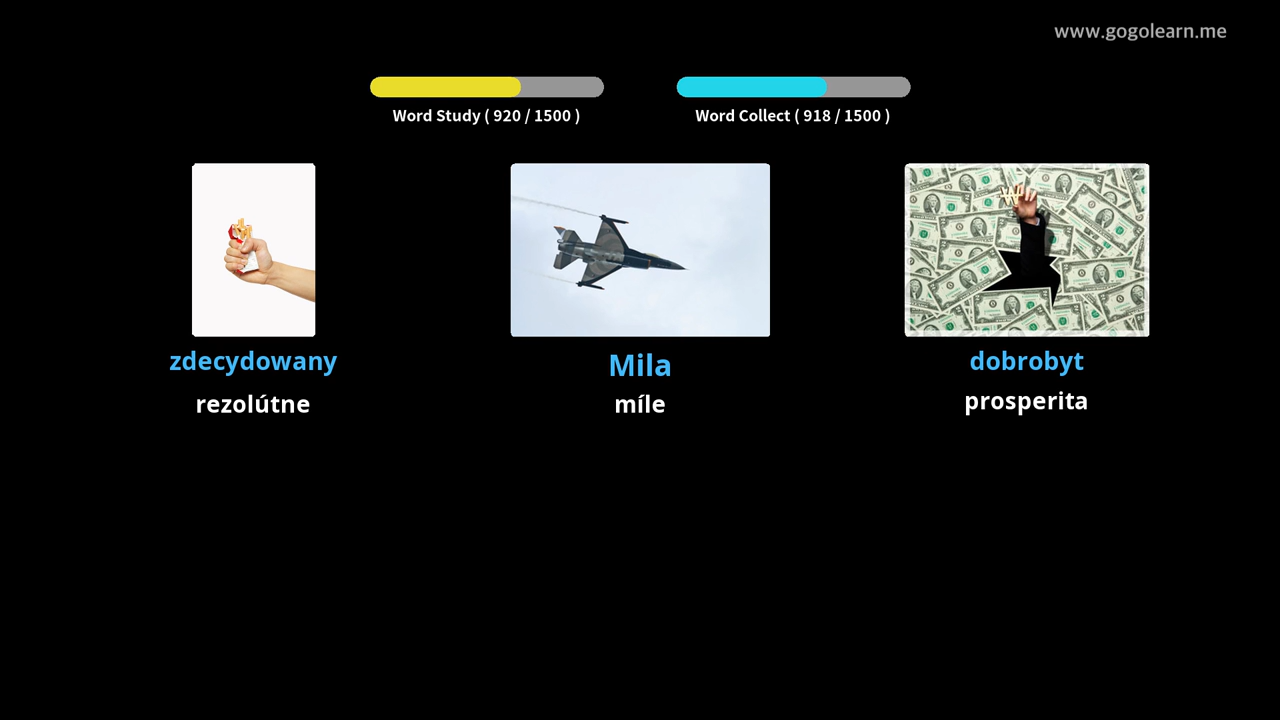 www.gogolearn.me
Word Study ( 920 / 1500 )
Word Collect ( 918 / 1500 )
zdecydowany
Mila
dobrobyt
rezolútne
míle
prosperita